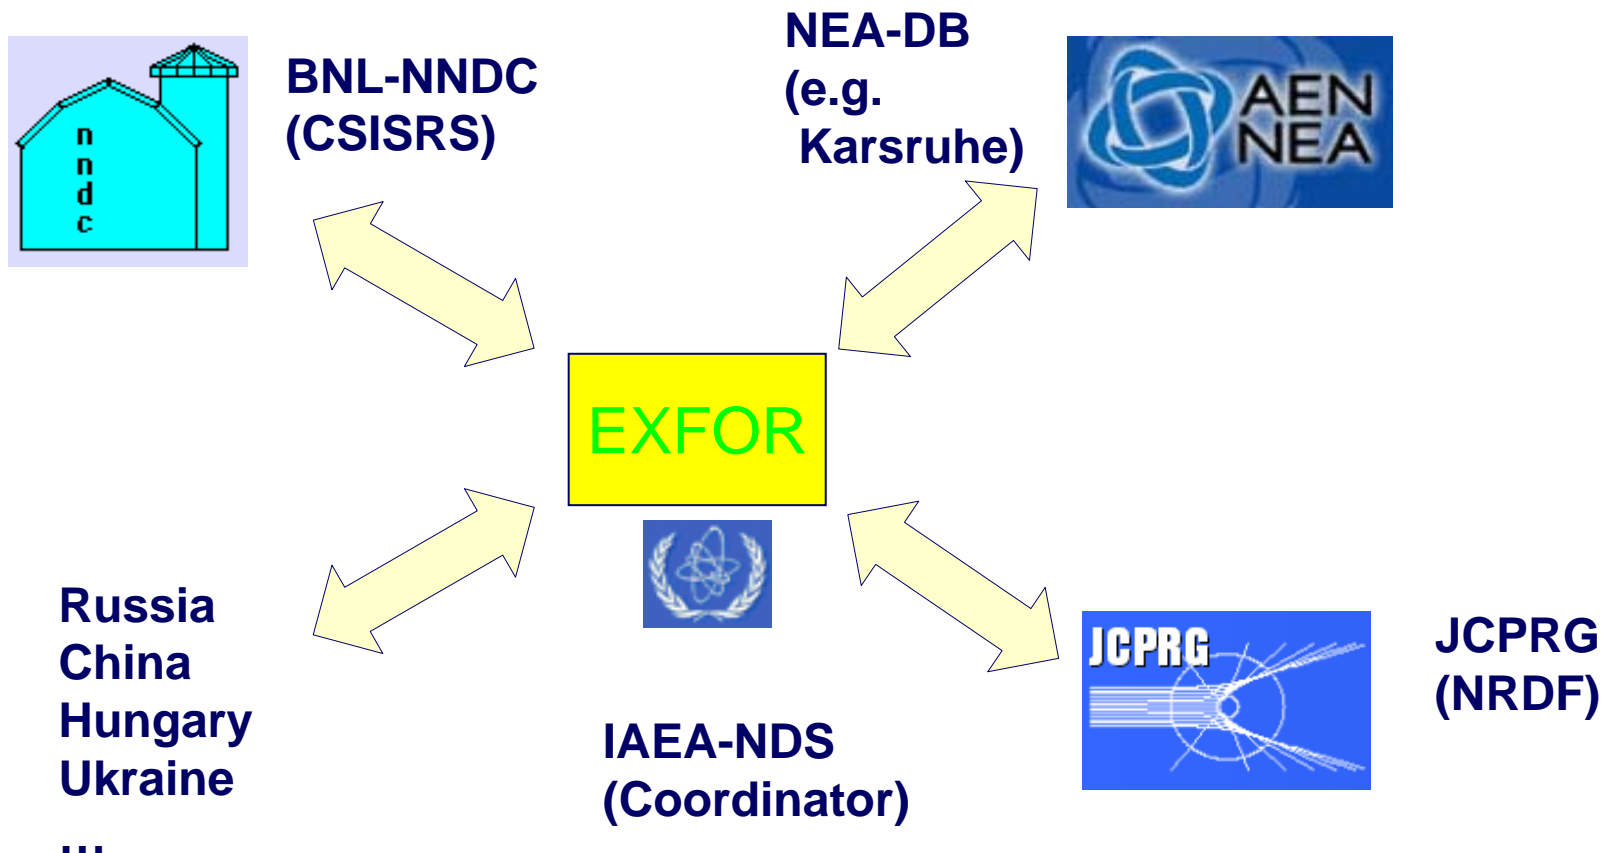 n
n
d
c
BNL-NNDC
(CSISRS)
NEA-DB
(e.g.
Karsruhe)
AEN
NEA
EXFOR
Russia
China
Hungary
Ukraine
...
IAEA-NDS
(Coordinator)
JCPRG
JCPRG
(NRDF)